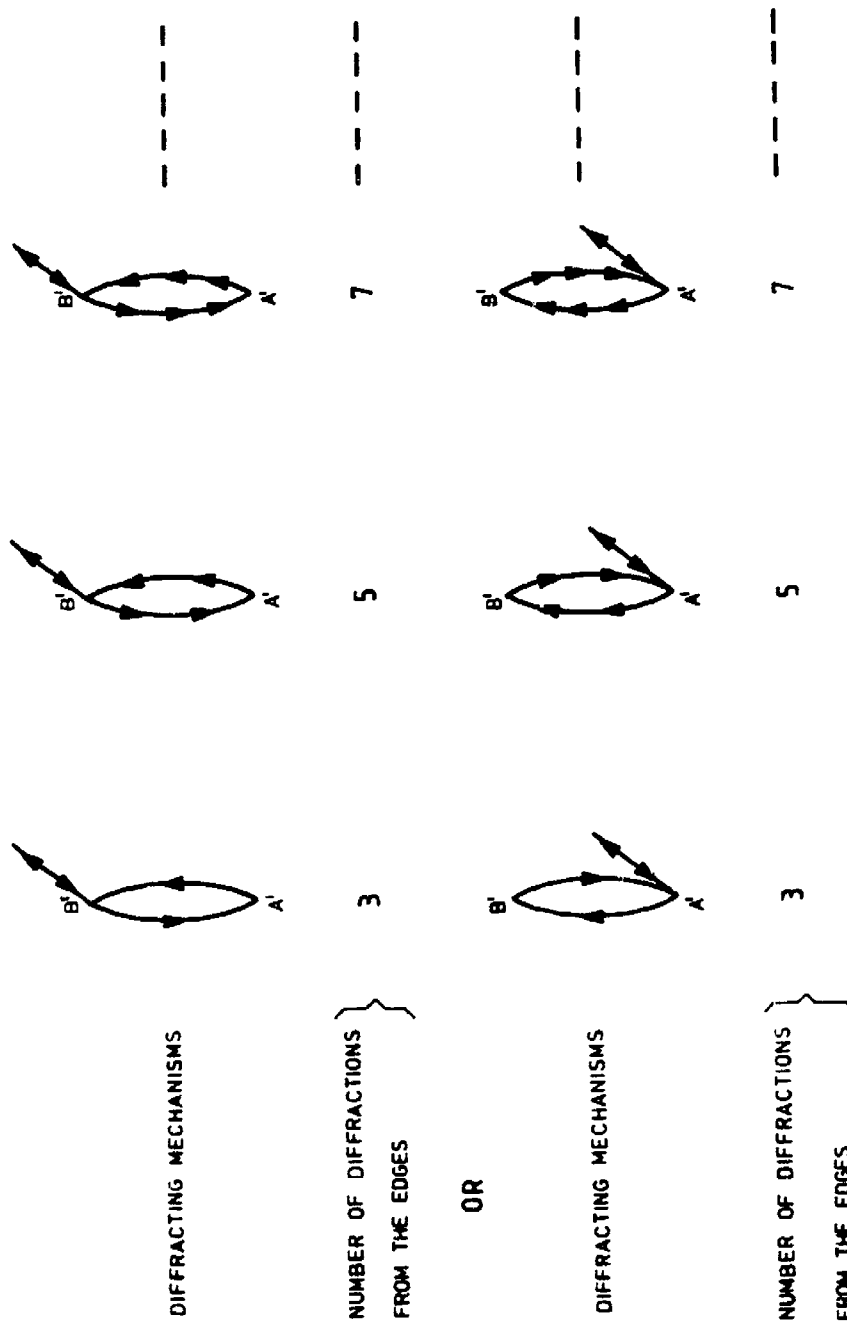 DIFFRACTING MECHANISMS
B' A' B' A' B' A'
NUMBER OF DIFFRACTIONS
FROM THE EDGES
3 5 7
OR
DIFFRACTING MECHANISMS
B' A' B' A' B' A'
NUMBER OF DIFFRACTIONS
FROM THE EDGES
3 5 7